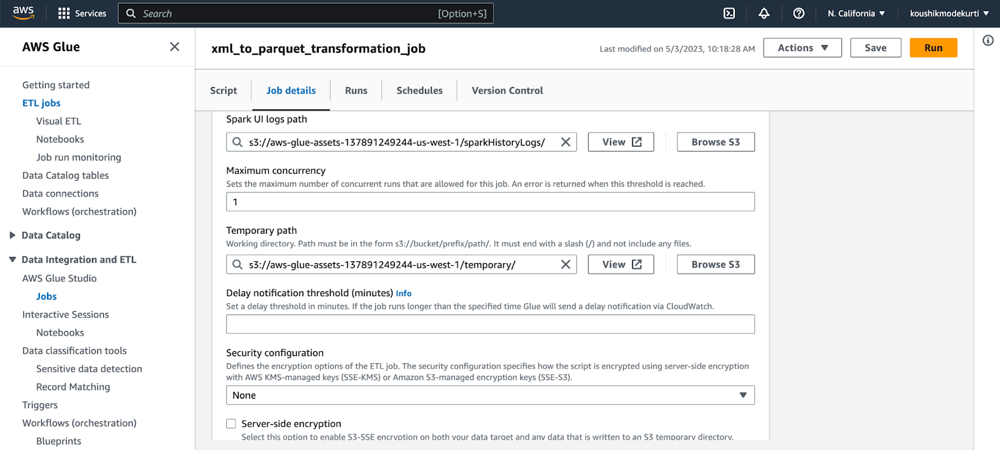 aws
Services
Search
[Option+S]
N. California
koushikmodekurti
AWS Glue
Getting started
ETL jobs
Visual ETL
Notebooks
Job run monitoring
Data Catalog tables
Data connections
Workflows (orchestration)
Data Catalog
Data Integration and ETL
AWS Glue Studio
Jobs
Interactive Sessions
Notebooks
Data classification tools
Sensitive data detection
Record Matching
Triggers
Workflows (orchestration)
Blueprints
xml_to_parquet_transformation_job
Last modified on 5/3/2023, 10:18:28 AM
Actions
Save
Run
Script
Job details
Runs
Schedules
Version Control
Spark UI logs path
s3://aws-glue-assets-137891249244-us-west-1/sparkHistoryLogs/
View
Browse S3
Maximum concurrency
Sets the maximum number of concurrent runs that are allowed for this job. An error is returned when this threshold is reached.
1
Temporary path
Working directory. Path must be in the form s3://bucket/prefix/path/. It must end with a slash (/) and not include any files.
s3://aws-glue-assets-137891249244-us-west-1/temporary/
View
Browse S3
Delay notification threshold (minutes) Info
Set a delay threshold in minutes. If the job runs longer than the specified time Glue will send a delay notification via CloudWatch.
Security configuration
Defines the encryption options of the ETL job. The security configuration specifies how the script is encrypted using server-side encryption
with AWS KMS-managed keys (SSE-KMS) or Amazon S3-managed encryption keys (SSE-S3).
None
Server-side encryption
Select this option to enable S3-SSE encryption on both your data target and any data that is written to an S3 temporary directory.